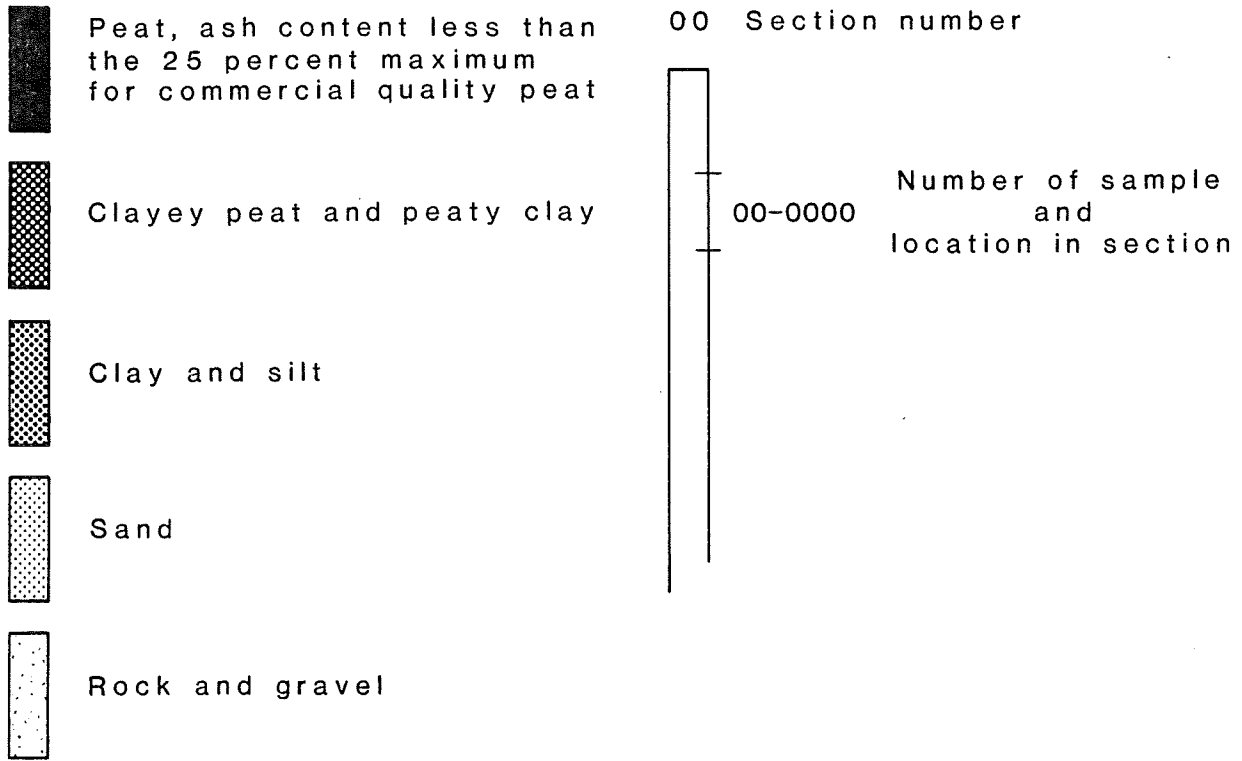 Peat, ash content less than
the 25 percent maximum
for commercial quality peat
Clayey peat and peaty clay
Clay and silt
Sand
Rock and gravel
00 Section number
Number of sample
00-0000 and
location in section